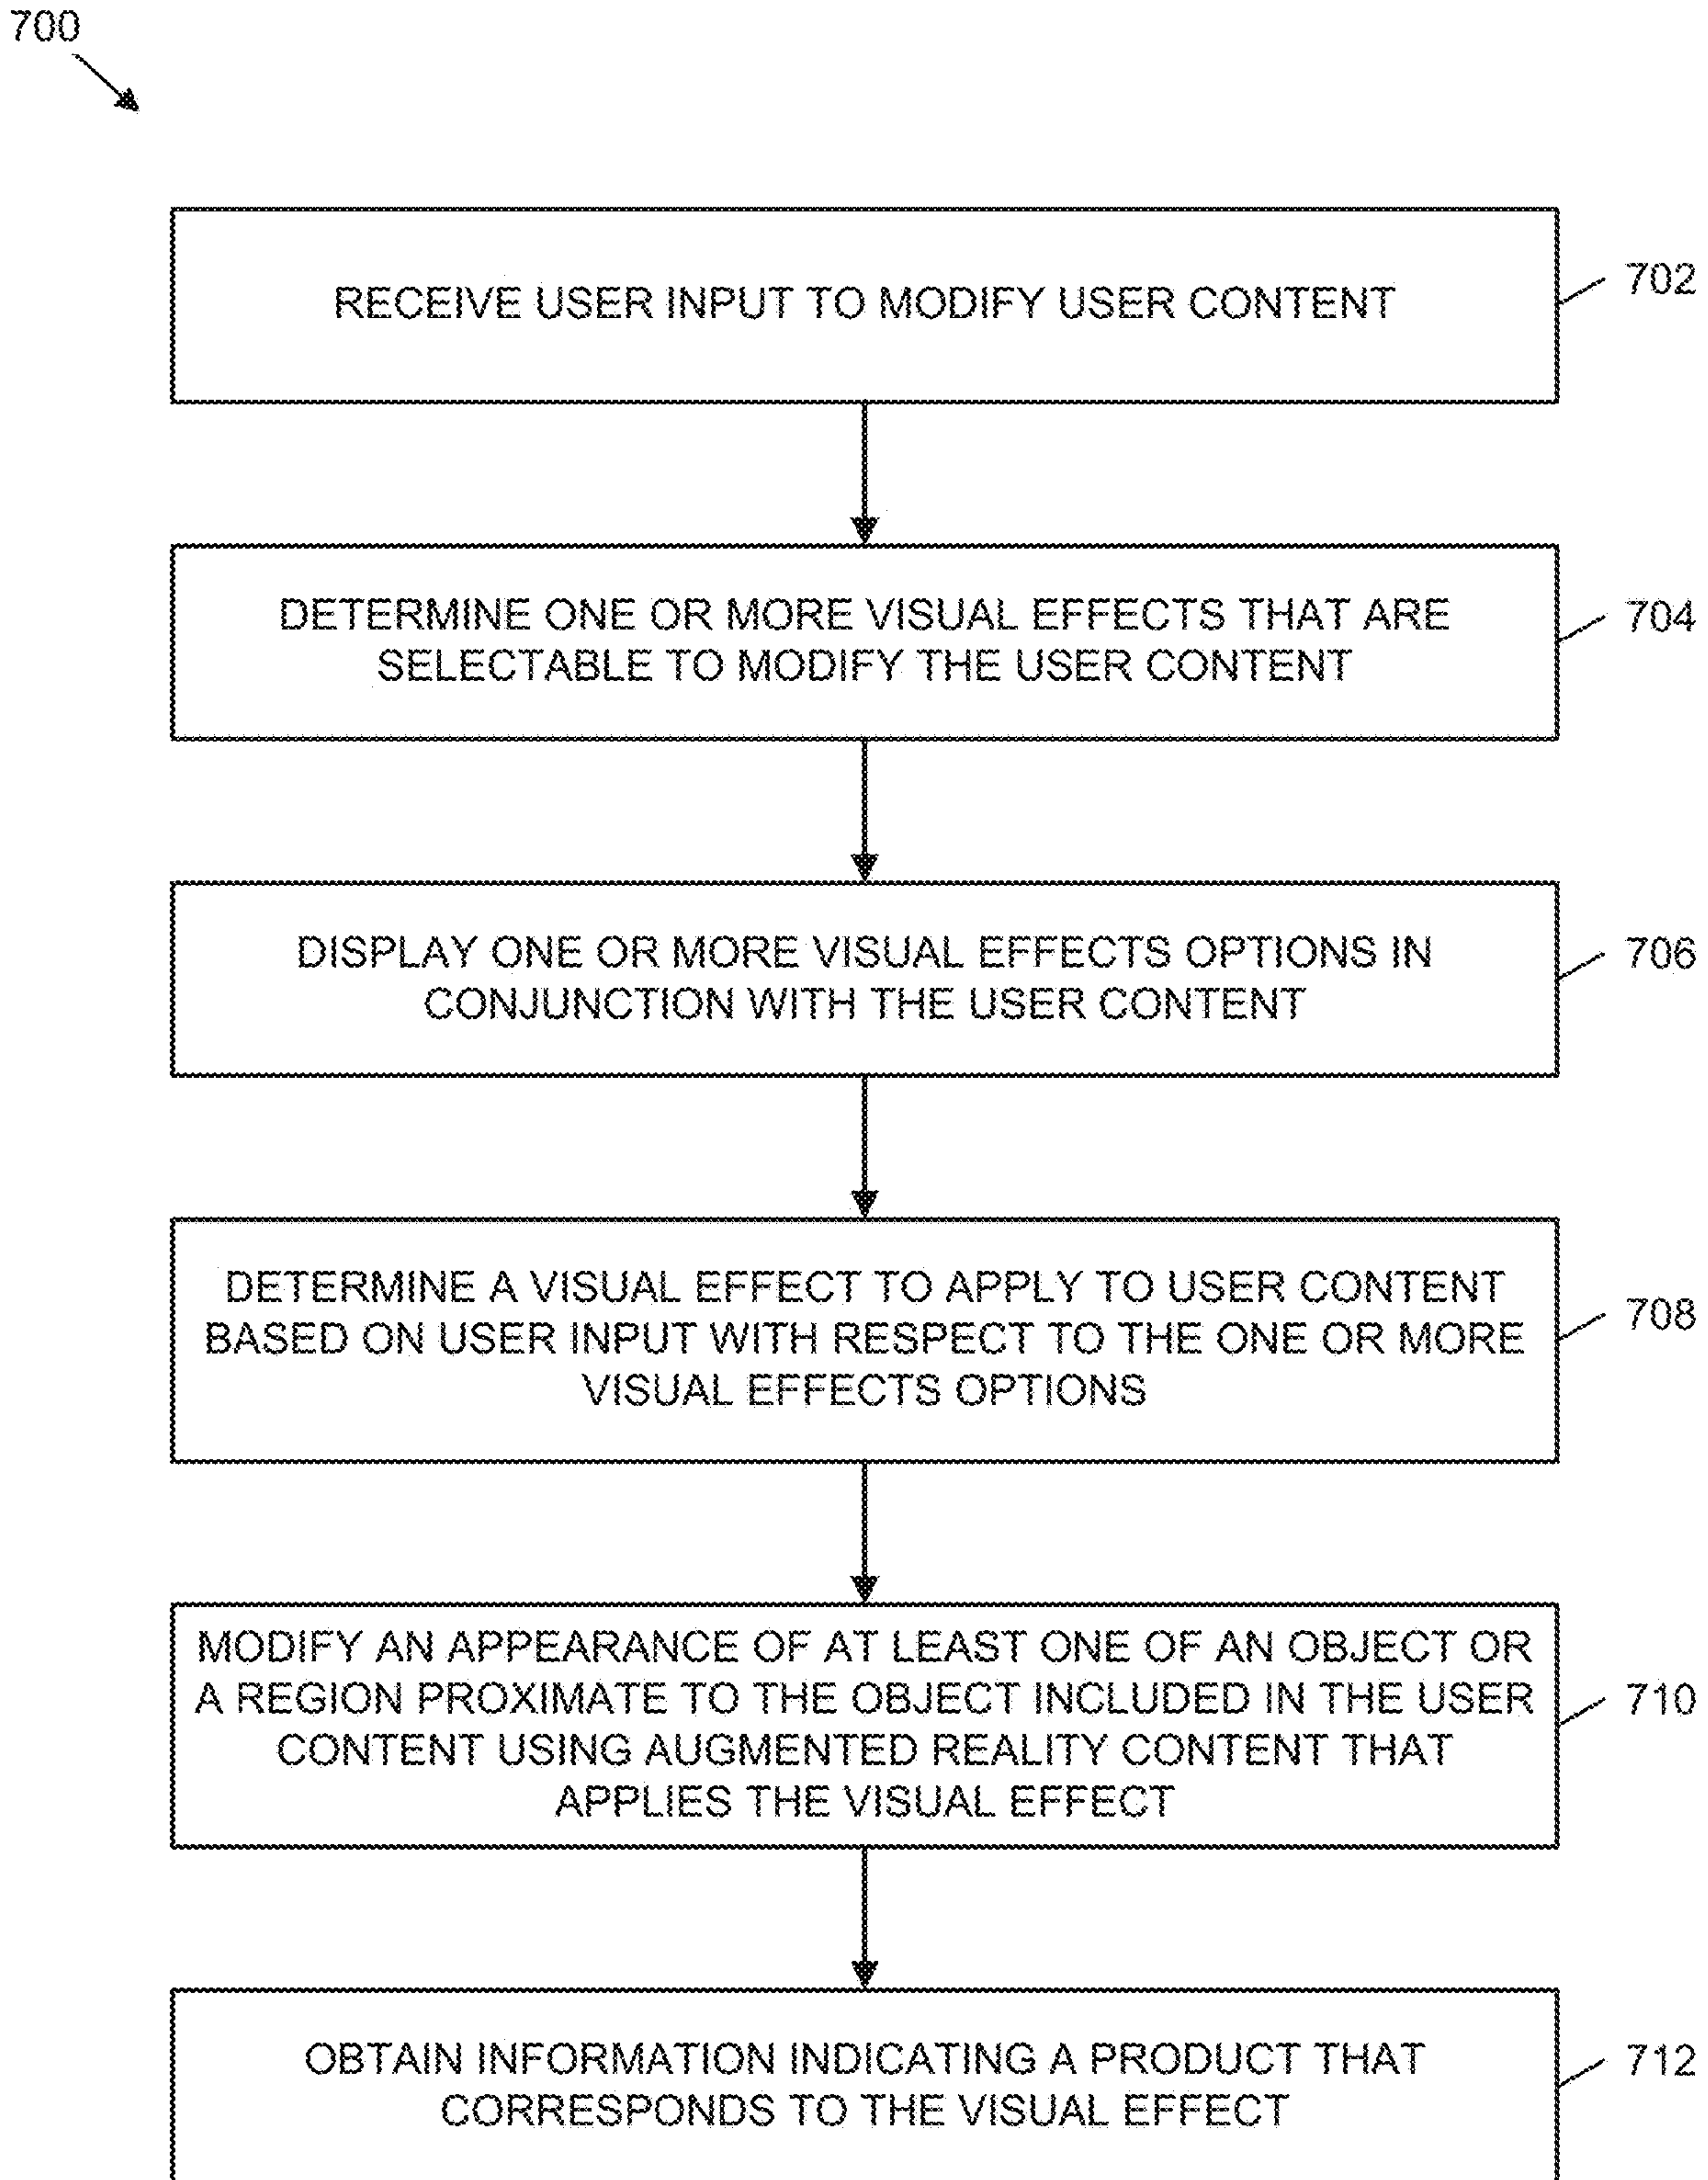 700
RECEIVE USER INPUT TO MODIFY USER CONTENT
702
DETERMINE ONE OR MORE VISUAL EFFECTS THAT ARE
SELECTABLE TO MODIFY THE USER CONTENT
704
DISPLAY ONE OR MORE VISUAL EFFECTS OPTIONS IN
CONJUNCTION WITH THE USER CONTENT
706
DETERMINE A VISUAL EFFECT TO APPLY TO USER CONTENT
BASED ON USER INPUT WITH RESPECT TO THE ONE OR MORE
VISUAL EFFECTS OPTIONS
708
MODIFY AN APPEARANCE OF AT LEAST ONE OF AN OBJECT OR
A REGION PROXIMATE TO THE OBJECT INCLUDED IN THE USER
CONTENT USING AUGMENTED REALITY CONTENT THAT
APPLIES THE VISUAL EFFECT
710
OBTAIN INFORMATION INDICATING A PRODUCT THAT
CORRESPONDS TO THE VISUAL EFFECT
712